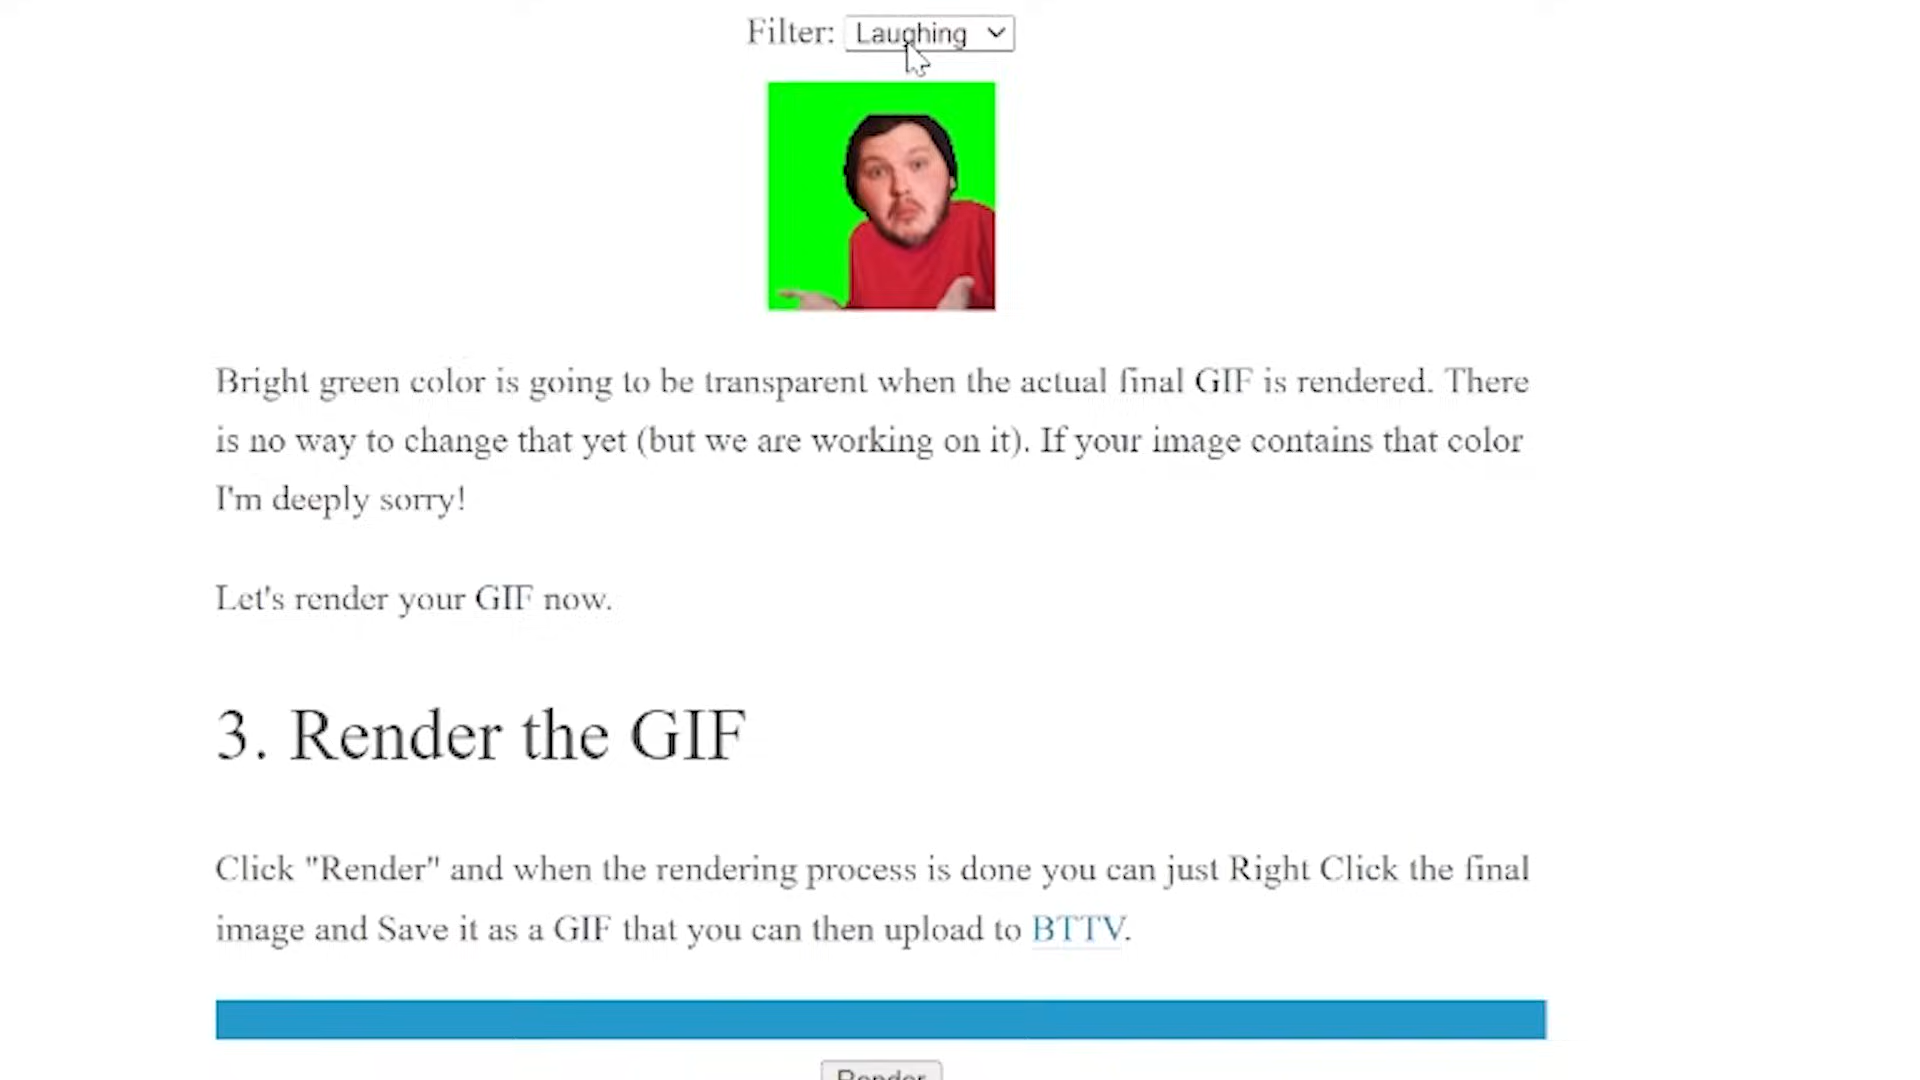 Filter: Laughing
Bright green color is going to be transparent when the actual final GIF is rendered. There
is no way to change that yet (but we are working on it). If your image contains that color
I'm deeply sorry!
Let's render your GIF now.
3. Render the GIF
Click "Render" and when the rendering process is done you can just Right Click the final
image and Save it as a GIF that you can then upload to BTTV.
Render